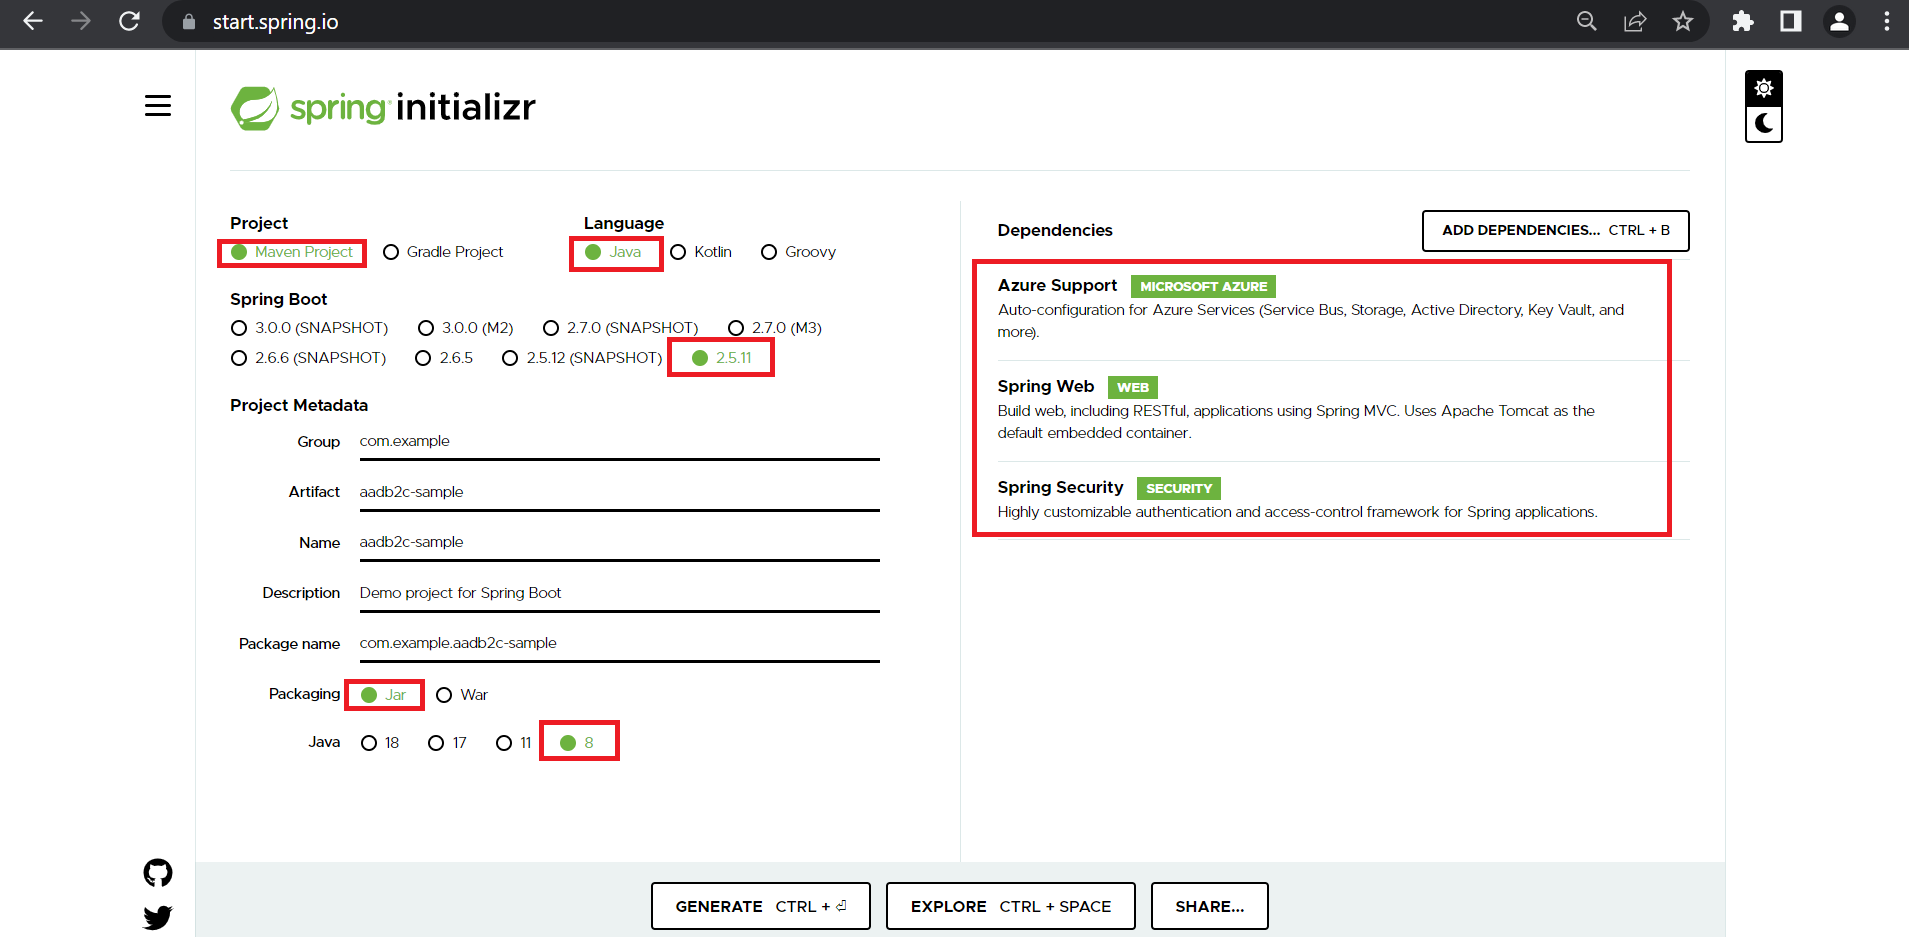 start.spring.io
spring initializr
Project
Maven Project Gradle Project
Language
Java Kotlin Groovy
Spring Boot
3.0.0 (SNAPSHOT) 3.0.0 (M2) 2.7.0 (SNAPSHOT) 2.7.0 (M3)
2.6.6 (SNAPSHOT) 2.6.5 2.5.12 (SNAPSHOT) 2.5.11
Project Metadata
Group com.example
Artifact aadb2c-sample
Name aadb2c-sample
Description Demo project for Spring Boot
Package name com.example.aadb2c-sample
Packaging Jar War
Java 18 17 11 8
Dependencies ADD DEPENDENCIES... CTRL + B
Azure Support MICROSOFT AZURE
Auto-configuration for Azure Services (Service Bus, Storage, Active Directory, Key Vault, and
more).
Spring Web WEB
Build web, including RESTful, applications using Spring MVC. Uses Apache Tomcat as the
default embedded container.
Spring Security SECURITY
Highly customizable authentication and access-control framework for Spring applications.
GENERATE CTRL + ⏎ EXPLORE CTRL + SPACE SHARE...